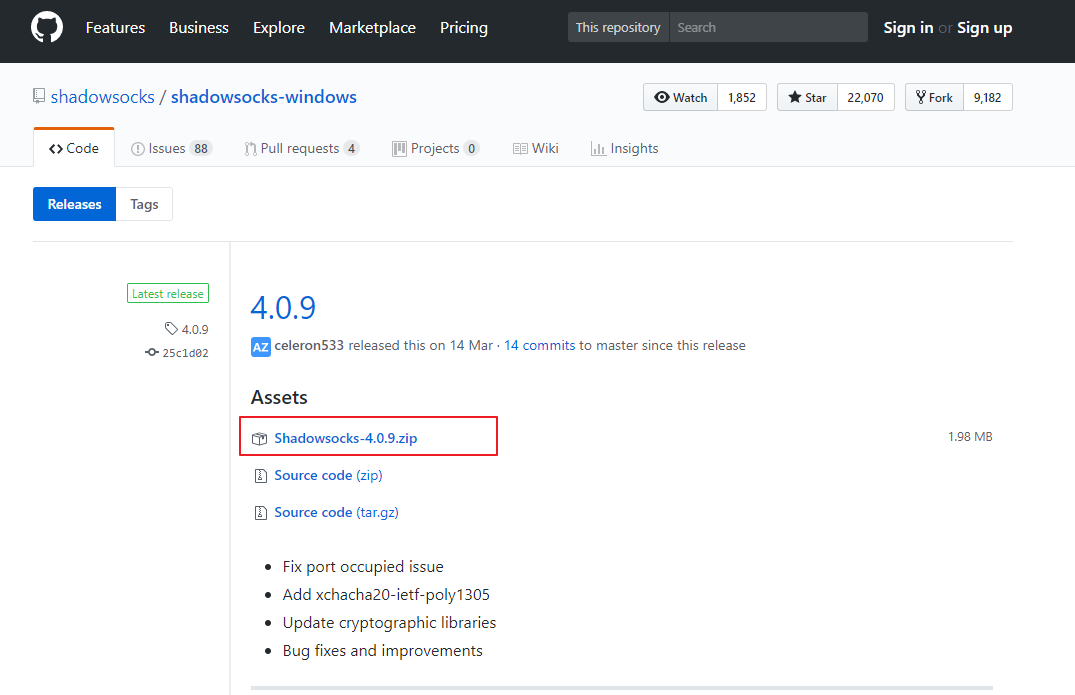 Features Business Explore Marketplace Pricing This repository Search Sign in or Sign up
shadowsocks / shadowsocks-windows Watch 1,852 Star 22,070 Fork 9,182
Code Issues 88 Pull requests 4 Projects 0 Wiki Insights
Releases Tags
Latest release
4.0.9
25c1d02
4.0.9
AZ celeron533 released this on 14 Mar · 14 commits to master since this release
Assets
Shadowsocks-4.0.9.zip 1.98 MB
Source code (zip)
Source code (tar.gz)
• Fix port occupied issue
• Add xchacha20-ietf-poly1305
• Update cryptographic libraries
• Bug fixes and improvements